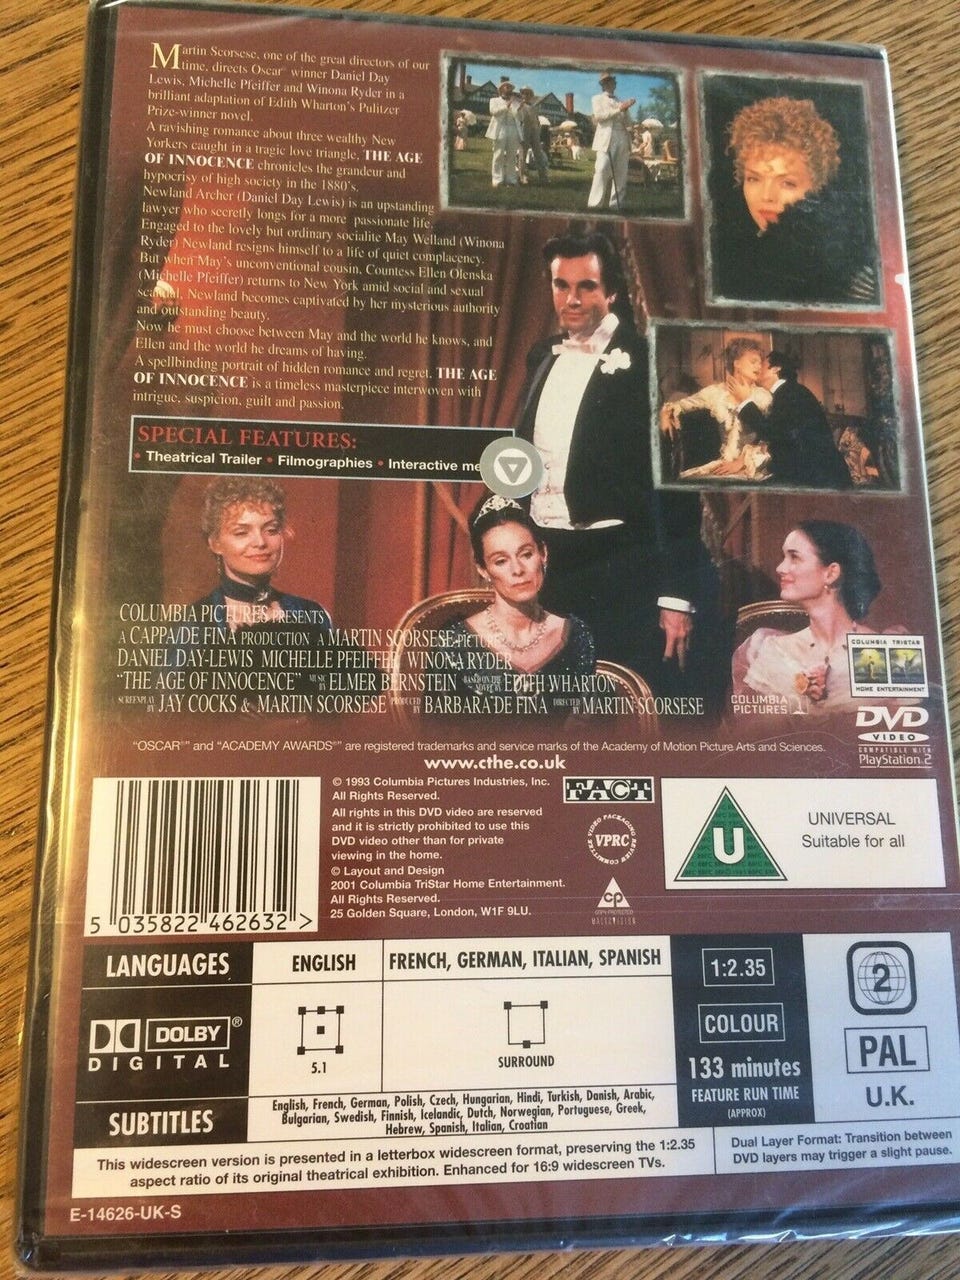 Martin Scorsese, one of the great directors of our
time, directs Oscar® winner Daniel Day
Lewis, Michelle Pfeiffer and Winona Ryder in a
brilliant adaptation of Edith Wharton's Pulitzer
Prize-winner novel.
A ravishing romance about three wealthy New
Yorkers caught in a tragic love triangle, THE AGE
OF INNOCENCE chronicles the grandeur and
hypocrisy of high society in the 1880's.
Newland Archer (Daniel Day Lewis) is an upstanding
lawyer who secretly longs for a more passionate life.
Engaged to the lovely but ordinary socialite May Welland (Winona
Ryder) Newland resigns himself to a life of quiet complacency.
But when May's unconventional cousin, Countess Ellen Olenska
(Michelle Pfeiffer) returns to New York amid social and sexual
scandal, Newland becomes captivated by her mysterious authority
and outstanding beauty.
Now he must choose between May and the world he knows, and
Ellen and the world he dreams of having.
A spellbinding portrait of hidden romance and regret, THE AGE
OF INNOCENCE is a timeless masterpiece interwoven with
intrigue, suspicion, guilt and passion.
SPECIAL FEATURES:
• Theatrical Trailer • Filmographies • Interactive me
COLUMBIA PICTURES PRESENTS
A CAPPA/DE FINA PRODUCTION A MARTIN SCORSESE PICTURE
DANIEL DAY-LEWIS MICHELLE PFEIFFER WINONA RYDER
"THE AGE OF INNOCENCE" MUSIC BY ELMER BERNSTEIN BASED ON THE NOVEL BY EDITH WHARTON
SCREENPLAY BY JAY COCKS & MARTIN SCORSESE PRODUCED BY BARBARA DE FINA DIRECTED BY MARTIN SCORSESE
COLUMBIA
PICTURES
COLUMBIA TRISTAR
HOME ENTERTAINMENT
DVD
VIDEO
COMPATIBLE WITH
PlayStation.2
"OSCAR®" and "ACADEMY AWARDS®" are registered trademarks and service marks of the Academy of Motion Picture Arts and Sciences.
www.cthe.co.uk
© 1993 Columbia Pictures Industries, Inc.
All Rights Reserved.
All rights in this DVD video are reserved
and it is strictly prohibited to use this
DVD video other than for private
viewing in the home.
© Layout and Design
2001 Columbia TriStar Home Entertainment.
All Rights Reserved.
25 Golden Square, London, W1F 9LU.
FACT
VIDEO PACKAGING REVIEW COMMITTEE
VPRC
cp
COPY PROTECTED
MACROVISION
U
UNIVERSAL
Suitable for all
5 035822 462632 >
LANGUAGES
ENGLISH
FRENCH, GERMAN, ITALIAN, SPANISH
DOLBY®
DIGITAL
5.1
SURROUND
SUBTITLES
English, French, German, Polish, Czech, Hungarian, Hindi, Turkish, Danish, Arabic,
Bulgarian, Swedish, Finnish, Icelandic, Dutch, Norwegian, Portuguese, Greek,
Hebrew, Spanish, Italian, Croatian
1:2.35
COLOUR
133 minutes
FEATURE RUN TIME
(APPROX)
2
PAL
U.K.
This widescreen version is presented in a letterbox widescreen format, preserving the 1:2.35
aspect ratio of its original theatrical exhibition. Enhanced for 16:9 widescreen TVs.
Dual Layer Format: Transition between
DVD layers may trigger a slight pause.
E-14626-UK-S